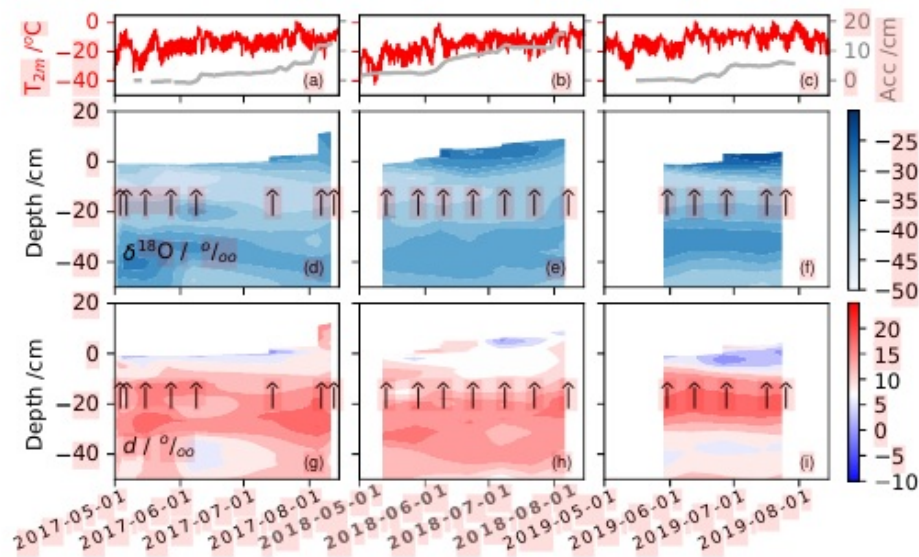 T2m /°C
0
−20
−40
(a)
(b)
(c)
20
10
0
Acc /cm
Depth /cm
20
0
−20
−40
δ18O / o/oo
(d)
(e)
(f)
−25
−30
−35
−40
−45
−50
Depth /cm
20
0
−20
−40
d / o/oo
(g)
(h)
(i)
20
15
10
5
0
−5
−10
2017-05-01
2017-06-01
2017-07-01
2017-08-01
2018-05-01
2018-06-01
2018-07-01
2018-08-01
2019-05-01
2019-06-01
2019-07-01
2019-08-01